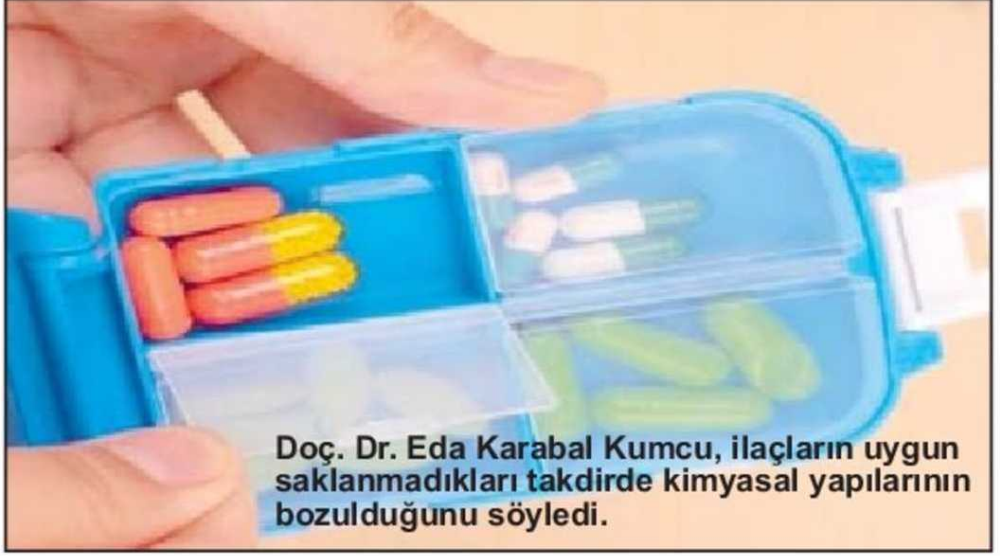 Doç. Dr. Eda Karabal Kumcu, ilaçların uygun
saklanmadıkları takdirde kimyasal yapılarının
bozulduğunu söyledi.